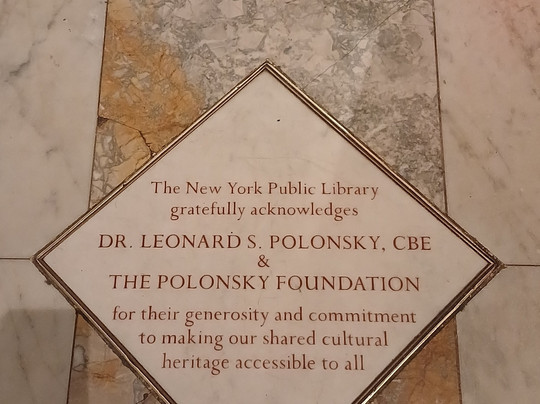 The New York Public Library
gratefully acknowledges
DR. LEONARD S. POLONSKY, CBE
&
THE POLONSKY FOUNDATION
for their generosity and commitment
to making our shared cultural
heritage accessible to all